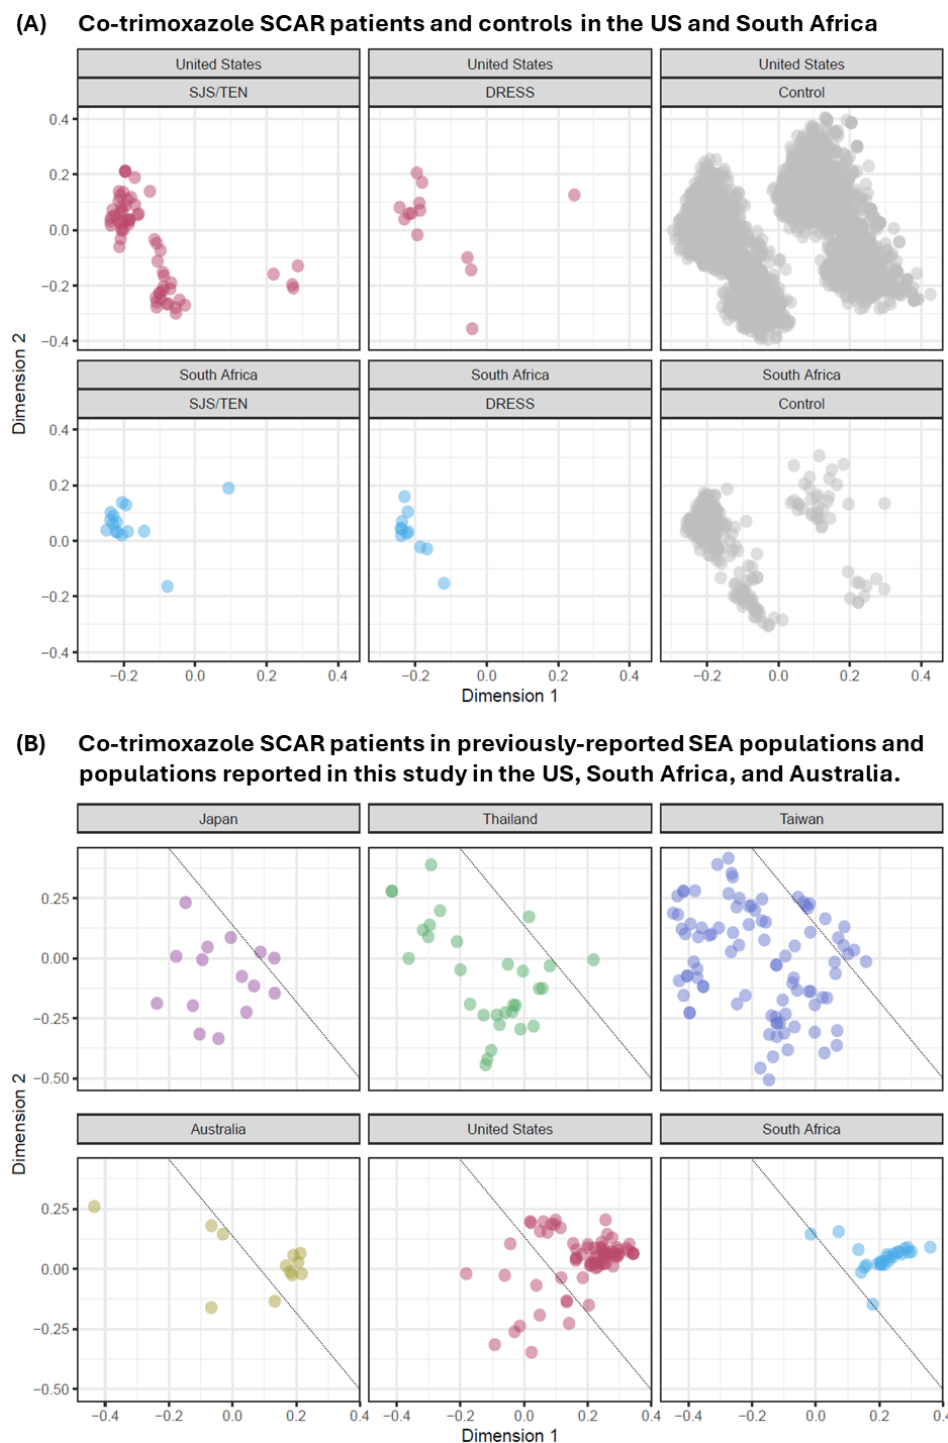 (A) Co-trimoxazole SCAR patients and controls in the US and South Africa
United States United States United States
SJS/TEN DRESS Control
0.4
0.2
0.0
−0.2
−0.4
South Africa South Africa South Africa
SJS/TEN DRESS Control
0.4
0.2
0.0
−0.2
−0.4
Dimension 2
−0.2 0.0 0.2 0.4 −0.2 0.0 0.2 0.4 −0.2 0.0 0.2 0.4
Dimension 1
(B) Co-trimoxazole SCAR patients in previously-reported SEA populations and
populations reported in this study in the US, South Africa, and Australia.
Japan Thailand Taiwan
0.25
0.00
−0.25
−0.50
Australia United States South Africa
0.25
0.00
−0.25
−0.50
Dimension 2
−0.4 −0.2 0.0 0.2 0.4 −0.4 −0.2 0.0 0.2 0.4 −0.4 −0.2 0.0 0.2 0.4
Dimension 1